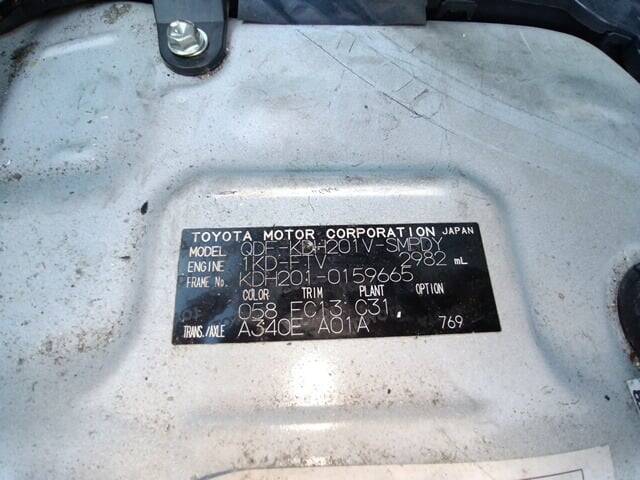 TOYOTA MOTOR CORPORATION JAPAN
MODEL QDF-KDH201V-SMPDY
ENGINE 1KD-FTV 2982 mL
FRAME No. KDH201-0159665
COLOR TRIM PLANT OPTION
058 FC13 C31
TRANS./AXLE A340E A01A 769